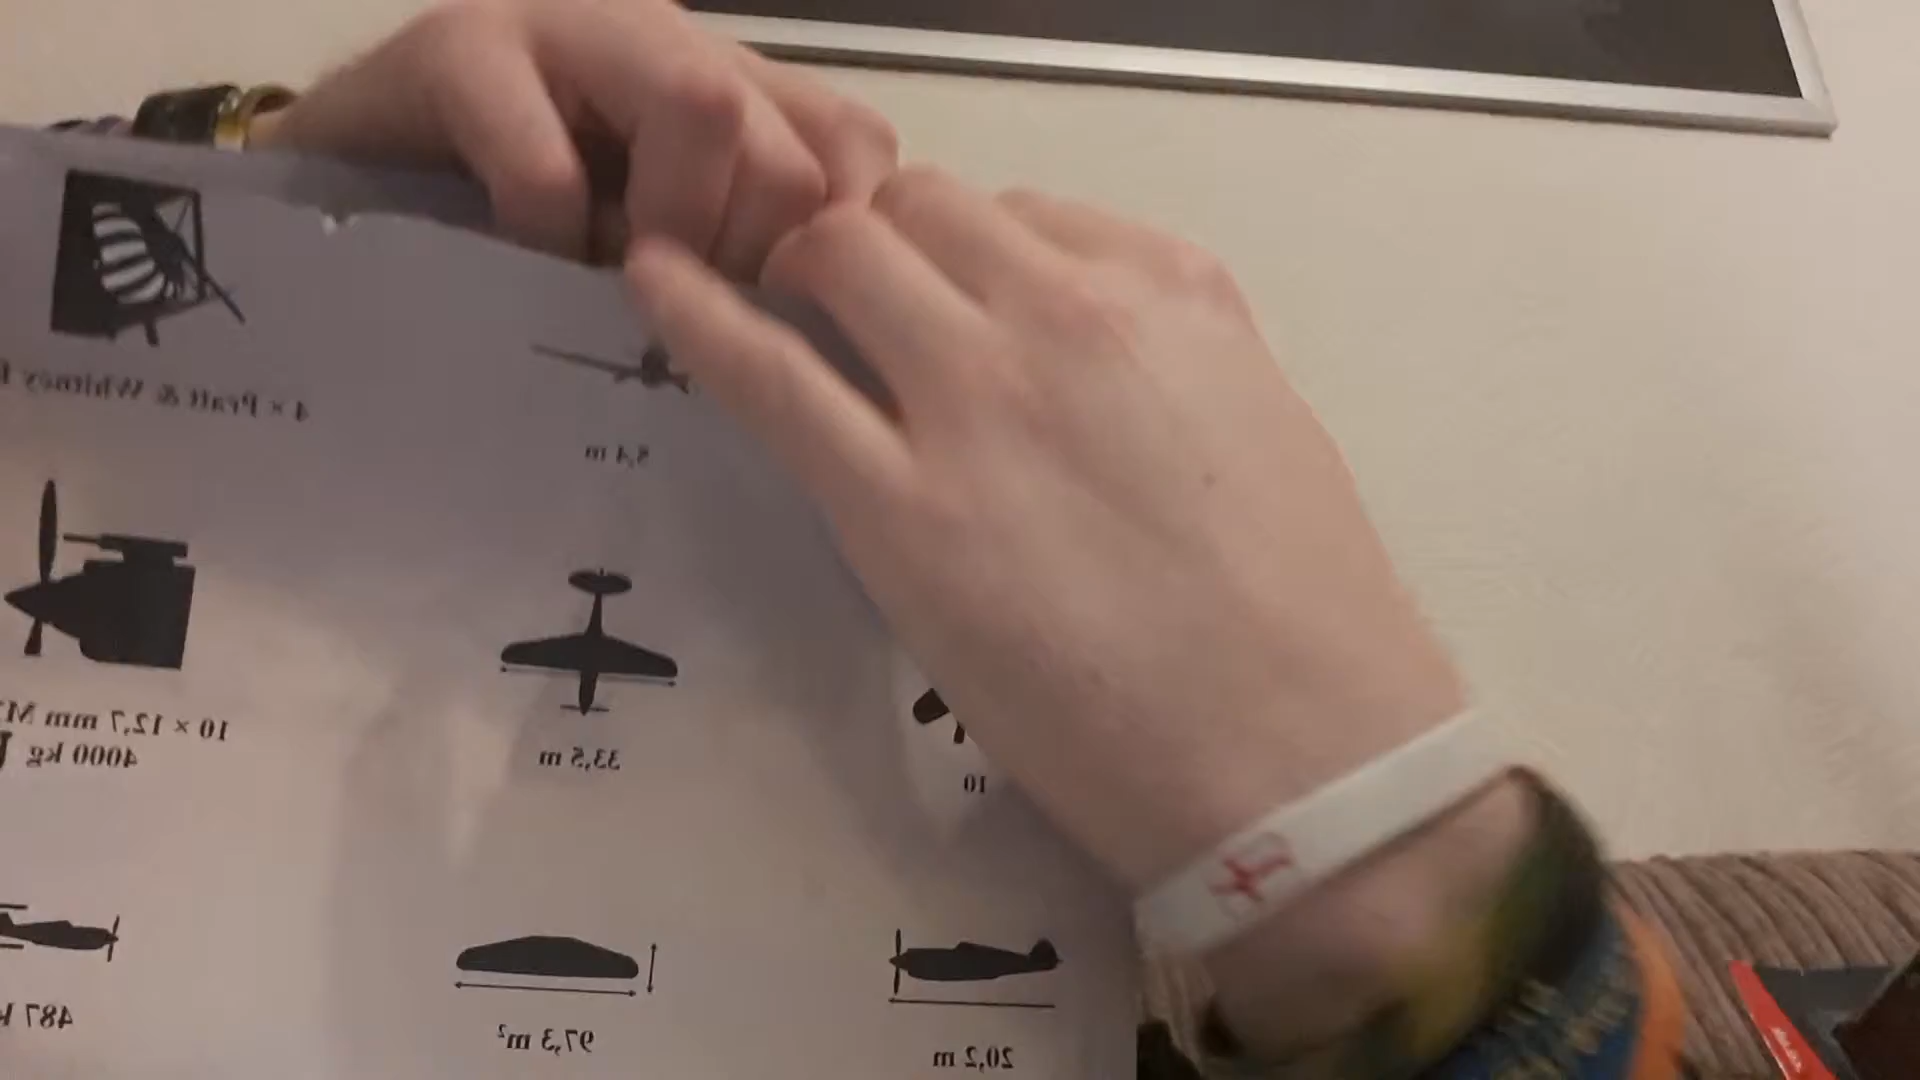 4 × Pratt & Whitney
5,4 m
10 × 12,7 mm
4000 kg
33,5 m
10
487
97,3 m²
20,2 m